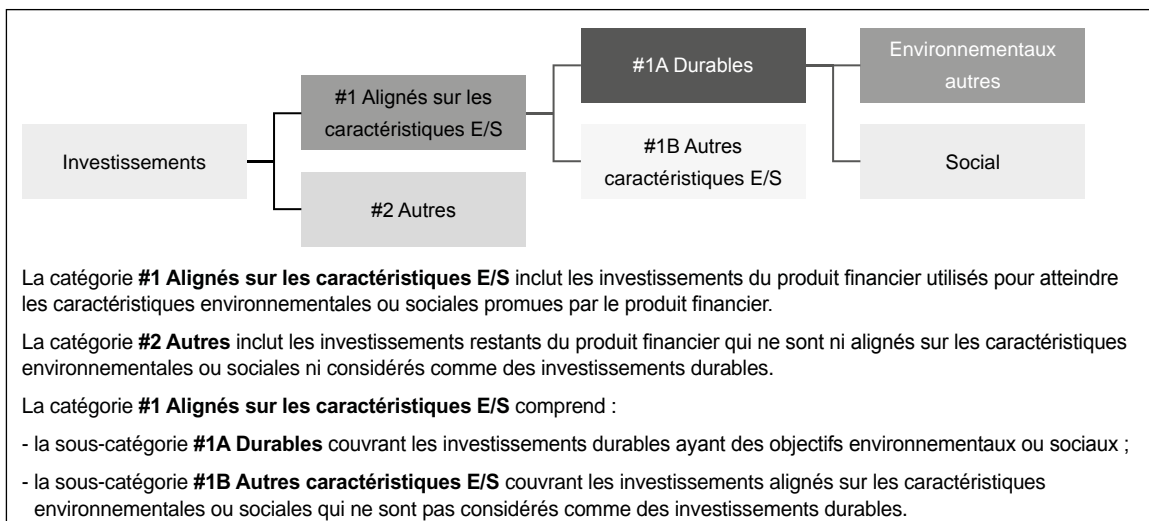 Investissements
#1 Alignés sur les
caractéristiques E/S
#2 Autres
#1A Durables
#1B Autres
caractéristiques E/S
Environnementaux
autres
Social
La catégorie #1 Alignés sur les caractéristiques E/S inclut les investissements du produit financier utilisés pour atteindre
les caractéristiques environnementales ou sociales promues par le produit financier.
La catégorie #2 Autres inclut les investissements restants du produit financier qui ne sont ni alignés sur les caractéristiques
environnementales ou sociales ni considérés comme des investissements durables.
La catégorie #1 Alignés sur les caractéristiques E/S comprend :
- la sous-catégorie #1A Durables couvrant les investissements durables ayant des objectifs environnementaux ou sociaux ;
- la sous-catégorie #1B Autres caractéristiques E/S couvrant les investissements alignés sur les caractéristiques
environnementales ou sociales qui ne sont pas considérés comme des investissements durables.